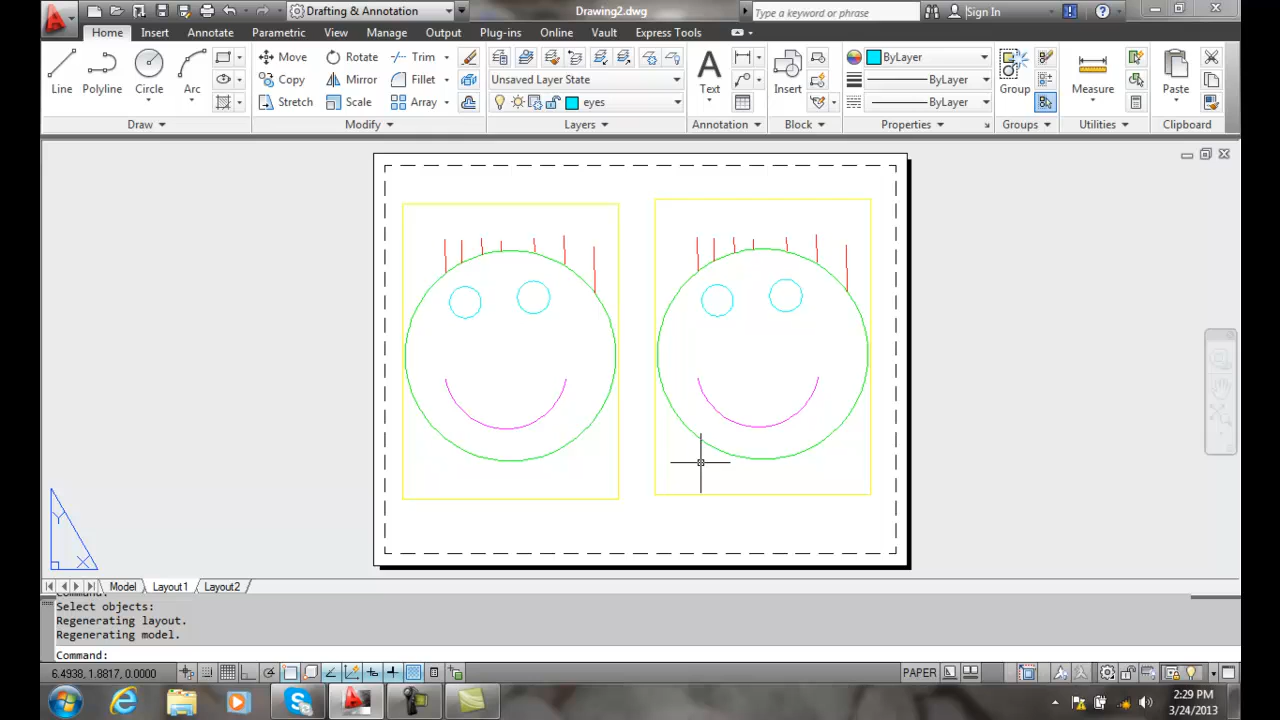 Drafting & Annotation
Drawing2.dwg
Type a keyword or phrase
Sign In
Home Insert Annotate Parametric View Manage Output Plug-ins Online Vault Express Tools
Line
Polyline
Circle
Arc
Draw
Move
Rotate
Trim
Copy
Mirror
Fillet
Stretch
Scale
Array
Modify
Unsaved Layer State
eyes
Layers
Text
Annotation
Insert
Block
ByLayer
ByLayer
ByLayer
Properties
Group
Groups
Measure
Utilities
Paste
Clipboard
Y
X
Model Layout1 Layout2
Command:
Select objects:
Regenerating layout.
Regenerating model.
Command:
6.4938, 1.8817, 0.0000
PAPER
2:29 PM
3/24/2013